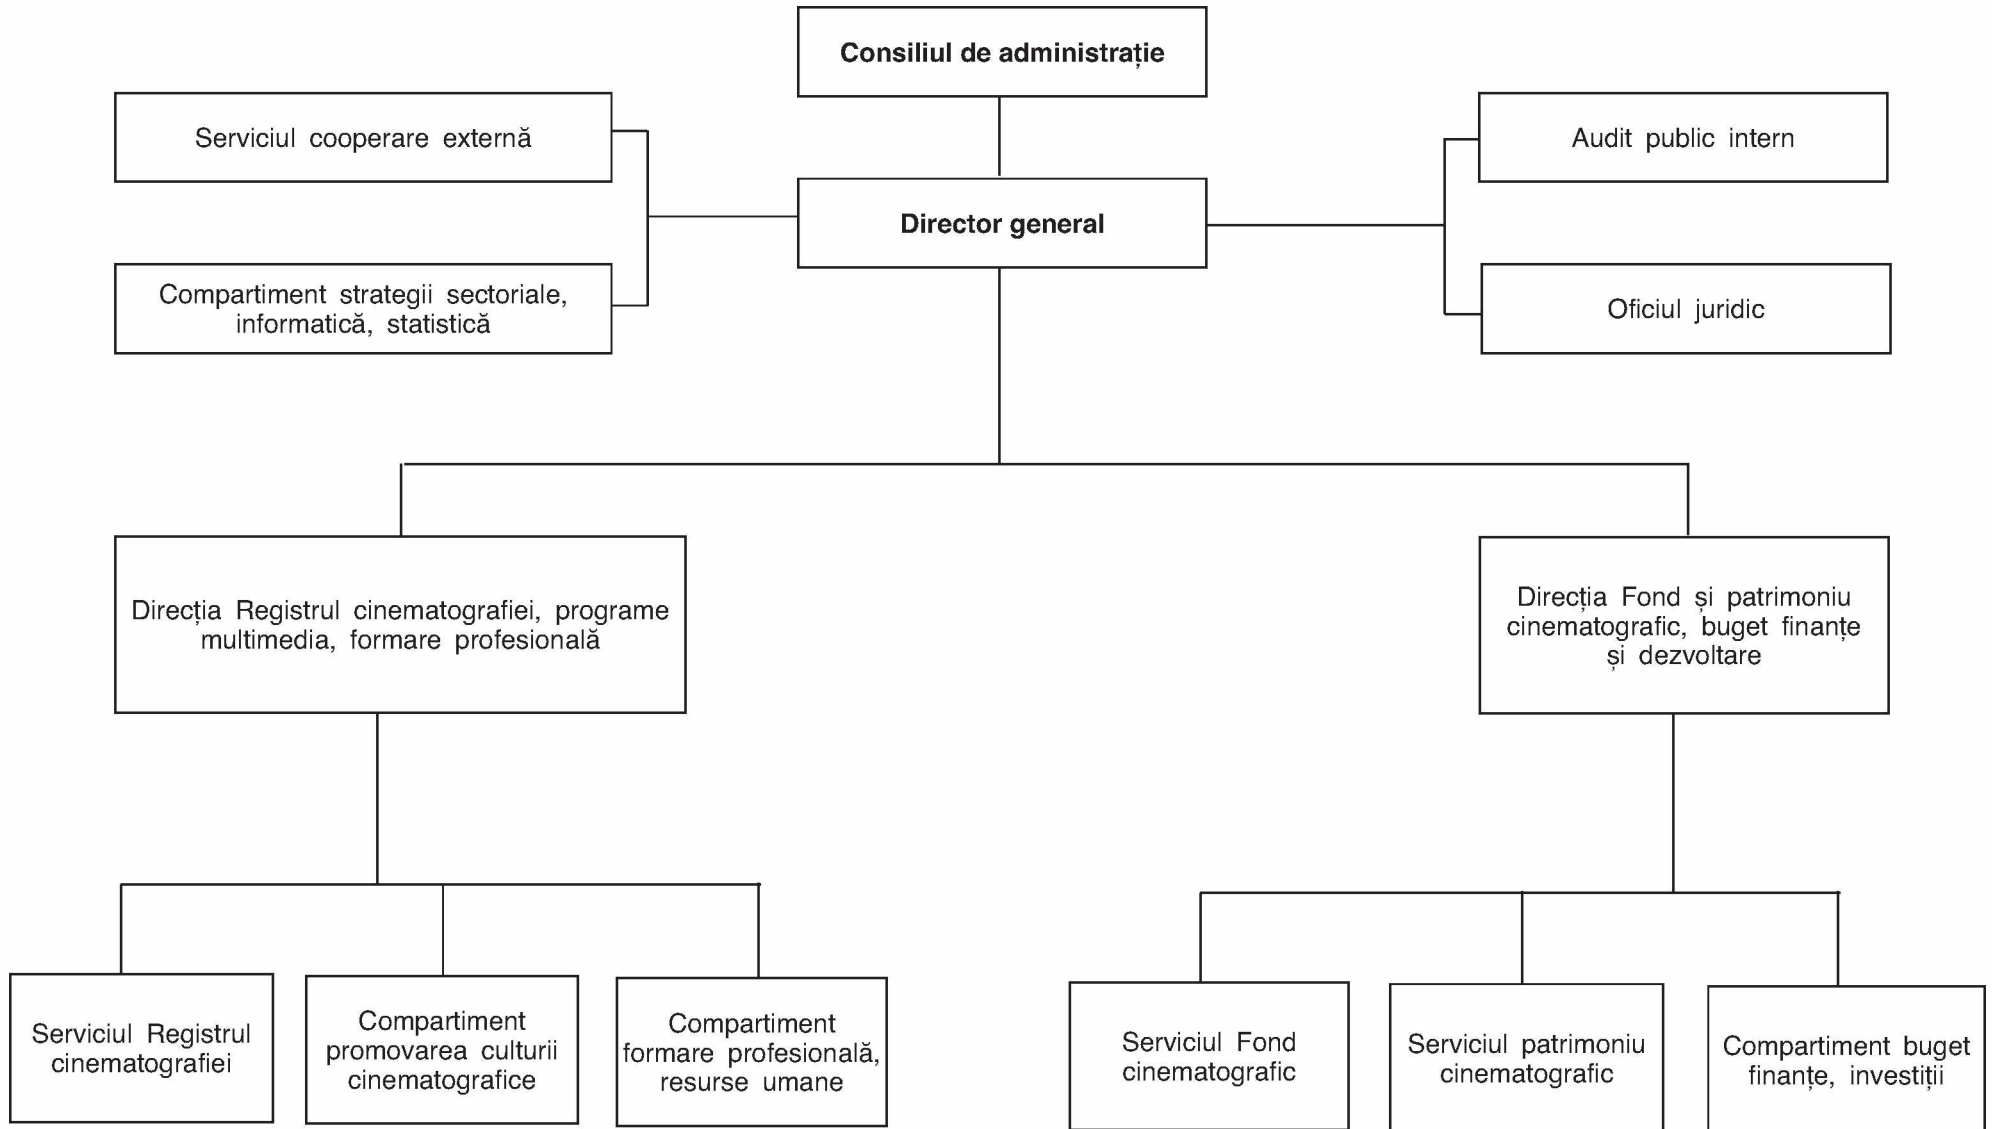 Consiliul de administrație
Serviciul cooperare externă
Audit public intern
Director general
Compartiment strategii sectoriale,
informatică, statistică
Oficiul juridic
Direcția Registrul cinematografiei, programe
multimedia, formare profesională
Direcția Fond și patrimoniu
cinematografic, buget finanțe
și dezvoltare
Serviciul Registrul
cinematografiei
Compartiment
promovarea culturii
cinematografice
Compartiment
formare profesională,
resurse umane
Serviciul Fond
cinematografic
Serviciul patrimoniu
cinematografic
Compartiment buget
finanțe, investiții